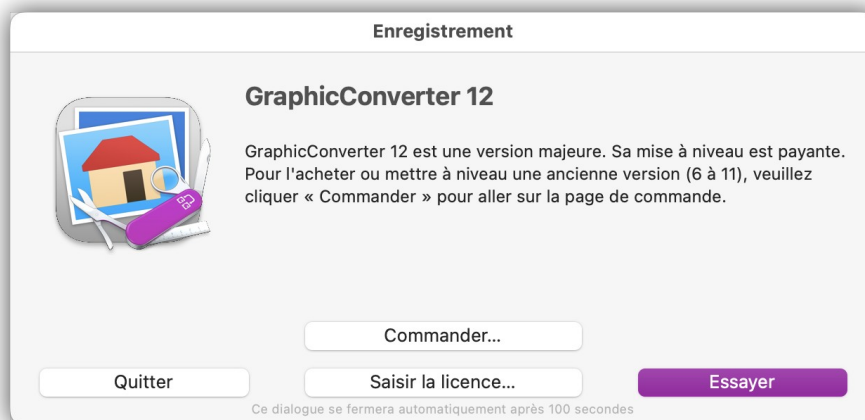 Enregistrement
GraphicConverter 12
GraphicConverter 12 est une version majeure. Sa mise à niveau est payante.
Pour l'acheter ou mettre à niveau une ancienne version (6 à 11), veuillez
cliquer « Commander » pour aller sur la page de commande.
Commander...
Quitter
Saisir la licence...
Essayer
Ce dialogue se fermera automatiquement après 100 secondes